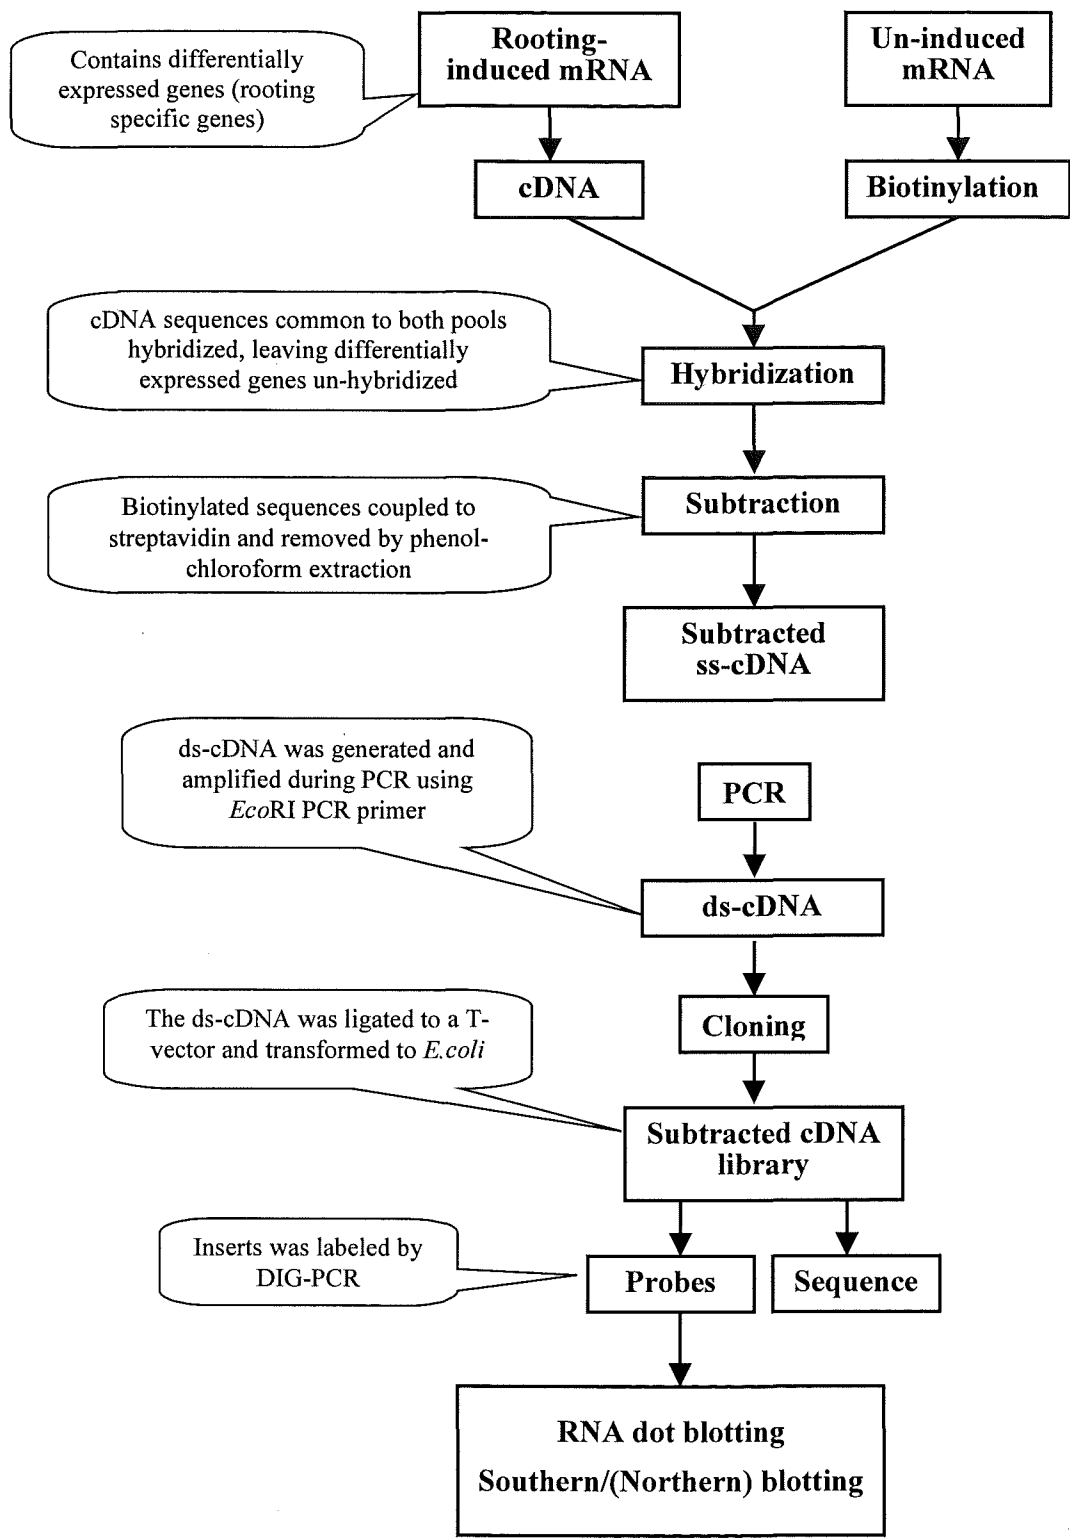 Contains differentially
expressed genes (rooting
specific genes)
Rooting-
induced mRNA
Un-induced
mRNA
cDNA
Biotinylation
cDNA sequences common to both pools
hybridized, leaving differentially
expressed genes un-hybridized
Hybridization
Biotinylated sequences coupled to
streptavidin and removed by phenol-
chloroform extraction
Subtraction
Subtracted
ss-cDNA
ds-cDNA was generated and
amplified during PCR using
EcoRI PCR primer
PCR
ds-cDNA
The ds-cDNA was ligated to a T-
vector and transformed to E.coli
Cloning
Subtracted cDNA
library
Inserts was labeled by
DIG-PCR
Probes
Sequence
RNA dot blotting
Southern/(Northern) blotting